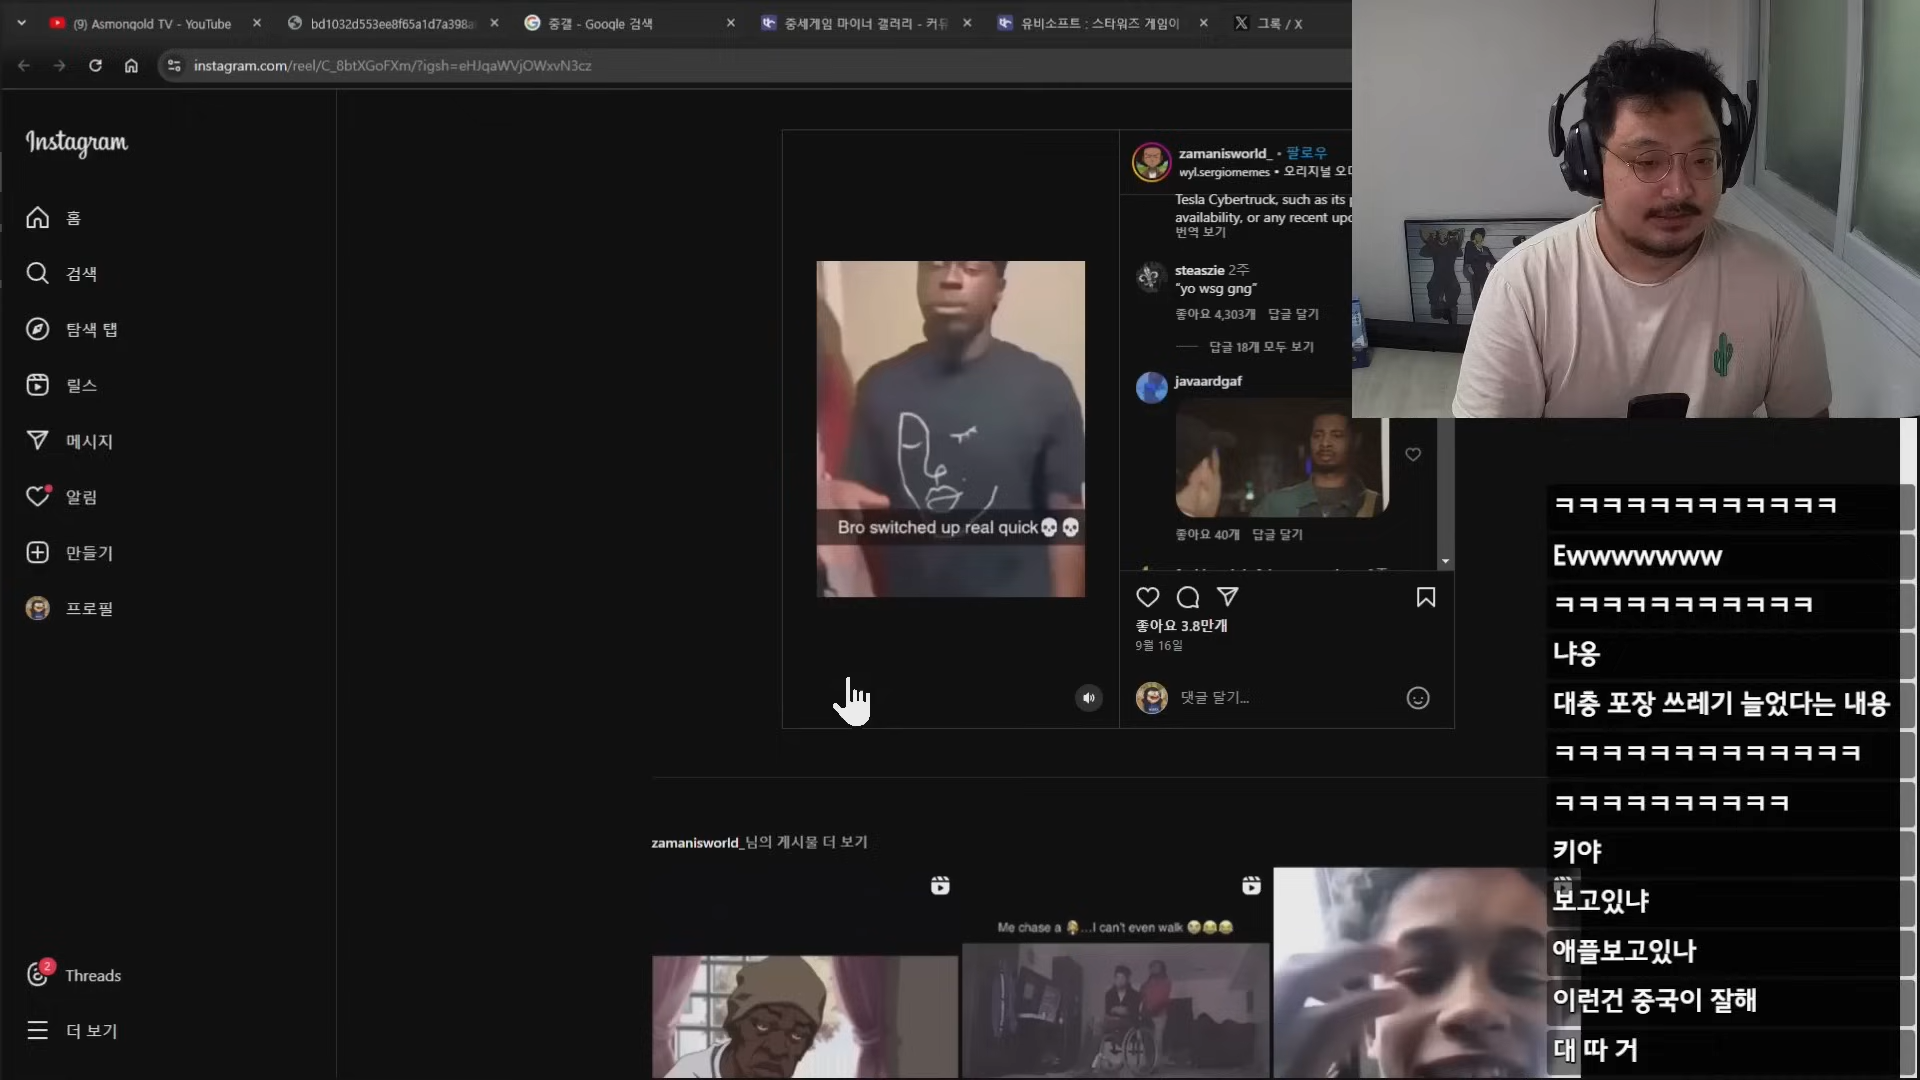 (9) Asmongold TV - YouTube
bd1032d553ee8f65a1d7a398a
중갤 - Google 검색
중세게임 마이너 갤러리 - 커뮤
유비소프트 : 스타워즈 게임이
그록 / X
instagram.com/reel/C_8btXGoFXm/?igsh=eHJqaWVjOWxvN3cz
Instagram
홈
검색
탐색 탭
릴스
메시지
알림
만들기
프로필
2
Threads
더 보기
Bro switched up real quick💀💀
zamanisworld_ • 팔로우
wyl.sergiomemes • 오리지널 오디
Tesla Cybertruck, such as its p
availability, or any recent upd
번역 보기
steaszie 2주
"yo wsg gng"
좋아요 4,303개 답글 달기
답글 18개 모두 보기
javaardgaf
좋아요 40개 답글 달기
좋아요 3.8만개
9월 16일
댓글 달기...
zamanisworld_님의 게시물 더 보기
Me chase a 
...I can't even walk 😭😂😂
ㅋㅋㅋㅋㅋㅋㅋㅋㅋㅋㅋㅋ
Ewwwwwww
ㅋㅋㅋㅋㅋㅋㅋㅋㅋㅋㅋ
냐옹
대충 포장 쓰레기 늘었다는 내용
ㅋㅋㅋㅋㅋㅋㅋㅋㅋㅋㅋㅋㅋ
ㅋㅋㅋㅋㅋㅋㅋㅋㅋㅋ
키야
보고있냐
애플보고있나
이런건 중국이 잘해
대 따 거